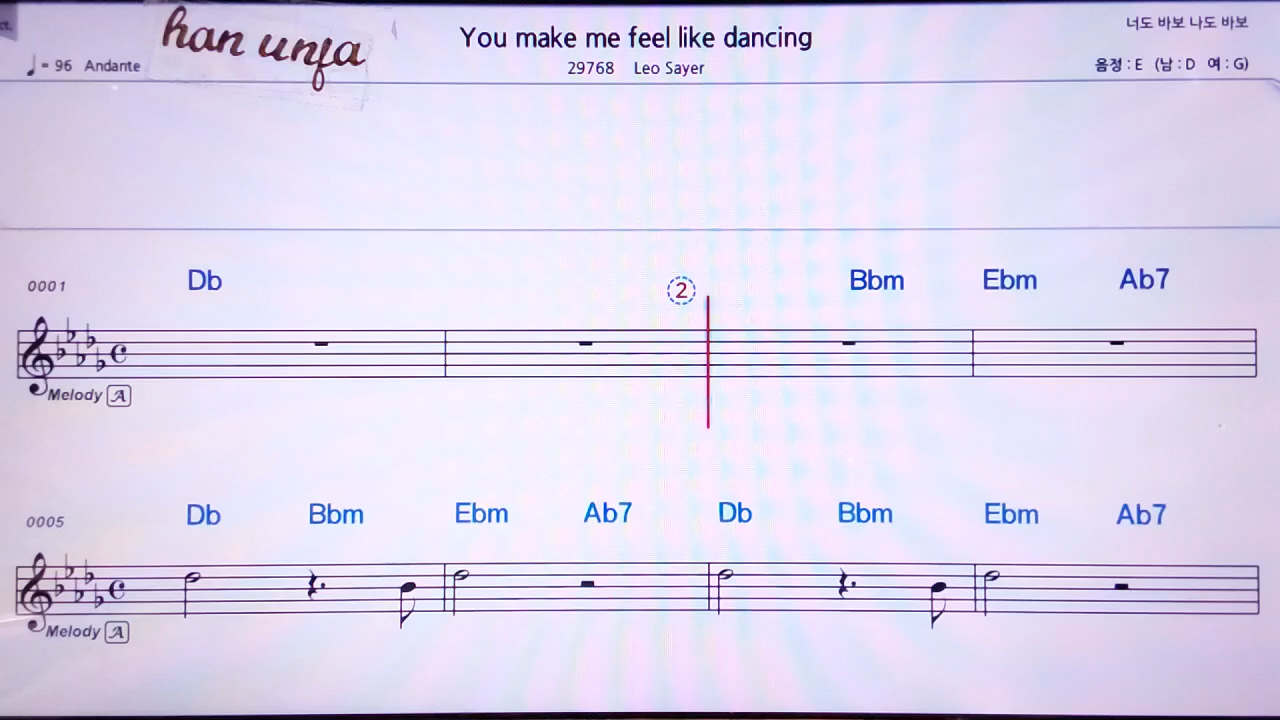 han unfa
You make me feel like dancing
너도 바보 나도 바보
♩ = 96 Andante
29768 Leo Sayer
음정 : E (남 : D 여 : G)
0001
Db
②
Bbm Ebm Ab7
Melody A
0005
Db Bbm Ebm Ab7 Db Bbm Ebm Ab7
Melody A